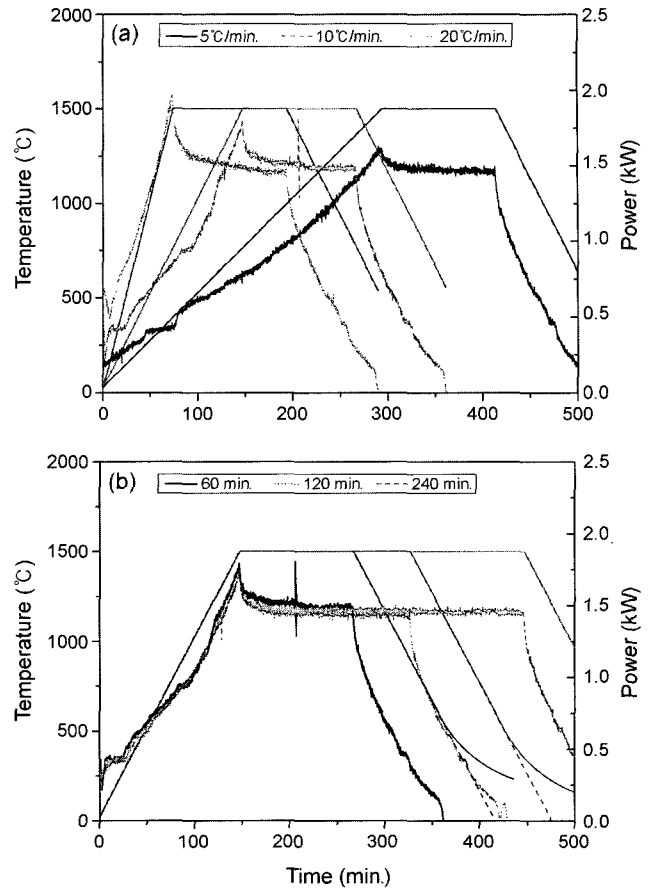 (a)
5℃/min. 10℃/min. 20℃/min.
Temperature (℃)
2000
1500
1000
500
0
2.5
2.0
1.5
1.0
0.5
0.0
Power (kW)
0 100 200 300 400 500
(b)
60 min. 120 min. 240 min.
Temperature (℃)
2000
1500
1000
500
0
2.5
2.0
1.5
1.0
0.5
0.0
Power (kW)
0 100 200 300 400 500
Time (min.)